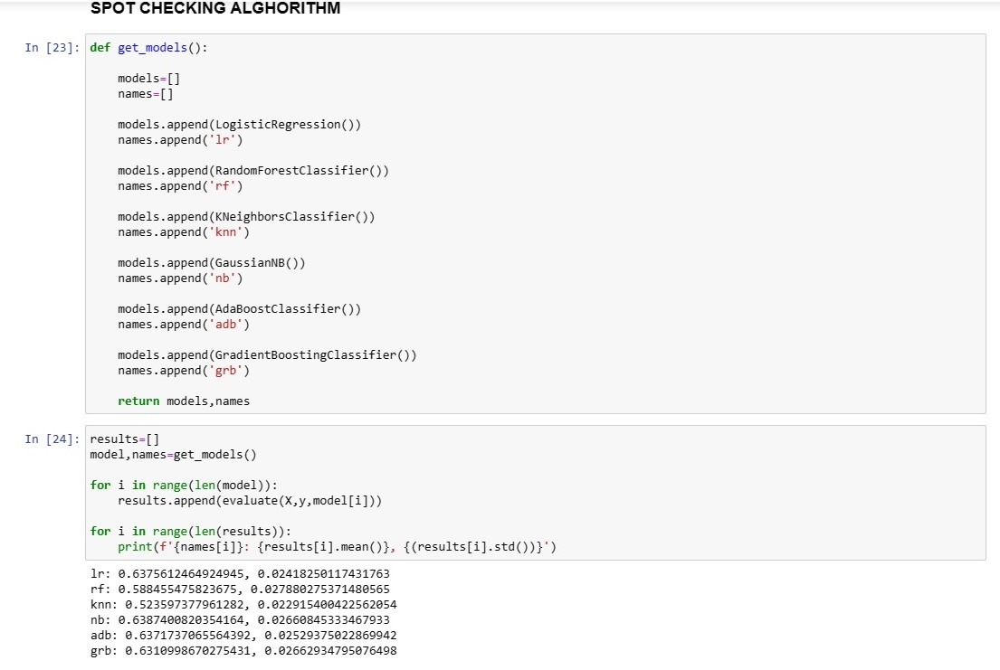 SPOT CHECKING ALGHORITHM
In [23]: def get_models():
models=[]
names=[]
models.append(LogisticRegression())
names.append('lr')
models.append(RandomForestClassifier())
names.append('rf')
models.append(KNeighborsClassifier())
names.append('knn')
models.append(GaussianNB())
names.append('nb')
models.append(AdaBoostClassifier())
names.append('adb')
models.append(GradientBoostingClassifier())
names.append('grb')
return models,names
In [24]: results=[]
model,names=get_models()
for i in range(len(model)):
results.append(evaluate(X,y,model[i]))
for i in range(len(results)):
print(f'{names[i]}: {results[i].mean()}, {(results[i].std())}')
lr: 0.6375612464924945, 0.02418250117431763
rf: 0.588455475823675, 0.027880275371480565
knn: 0.523597377961282, 0.022915400422562054
nb: 0.6387400820354164, 0.02660845333467933
adb: 0.6371737065564392, 0.02529375022869942
grb: 0.6310998670275431, 0.02662934795076498